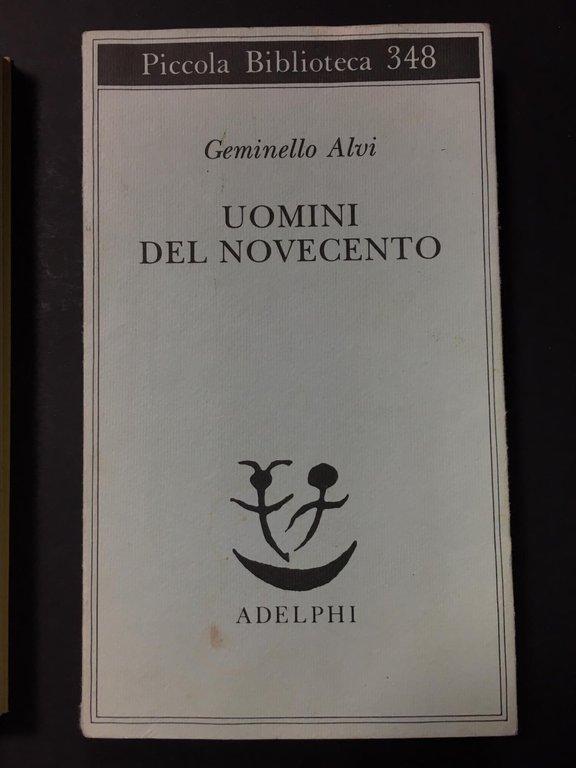 Piccola Biblioteca 348
Geminello Alvi
UOMINI
DEL NOVECENTO
ADELPHI